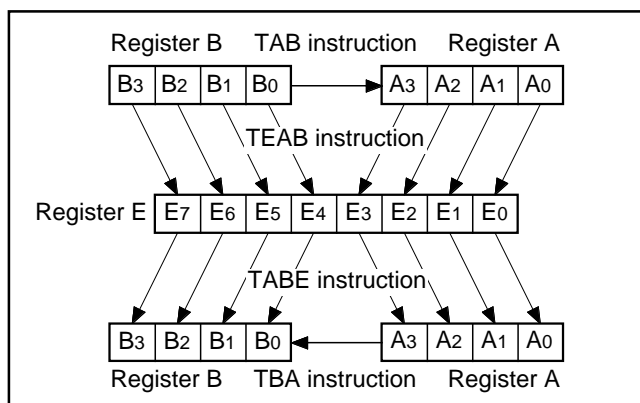 Register B TAB instruction Register A
B3 B2 B1 B0 A3 A2 A1 A0
TEAB instruction
Register E E7 E6 E5 E4 E3 E2 E1 E0
TABE instruction
B3 B2 B1 B0 A3 A2 A1 A0
Register B TBA instruction Register A